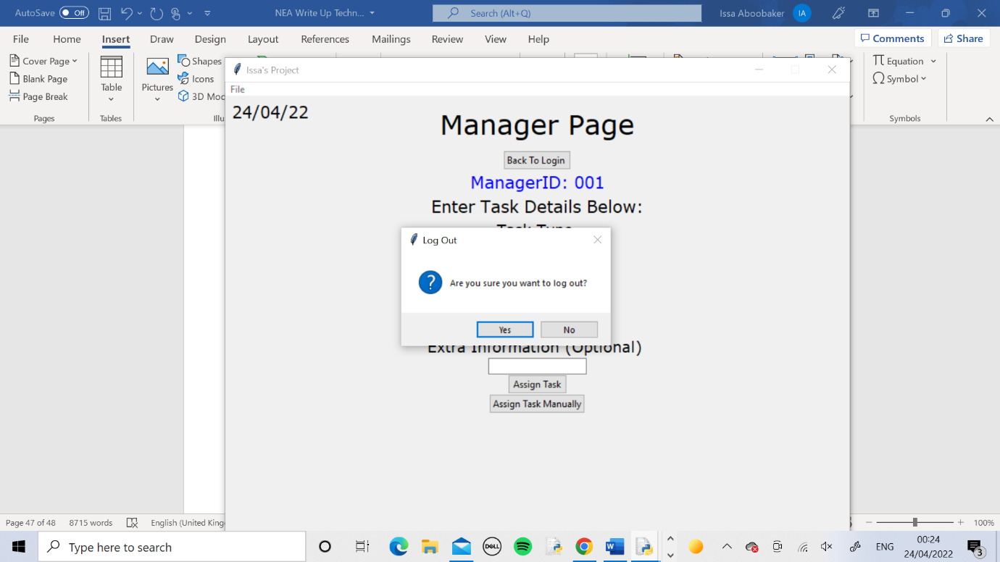 AutoSave Off NEA Write Up Techn... Search (Alt+Q) Issa Aboobaker IA
File Home Insert Draw Design Layout References Mailings Review View Help Comments Share
Cover Page
Blank Page
Page Break
Pages
Table
Tables
Pictures
Shapes
Icons
3D Mod
Illu
Equation
Symbol
Symbols
Issa's Project
File
24/04/22
Manager Page
Back To Login
ManagerID: 001
Enter Task Details Below:
Task Type
Log Out
? Are you sure you want to log out?
Yes No
Extra Information (Optional)
Assign Task
Assign Task Manually
Page 47 of 48 8715 words English (United King 100%
Type here to search DELL ENG 00:24
24/04/2022 3